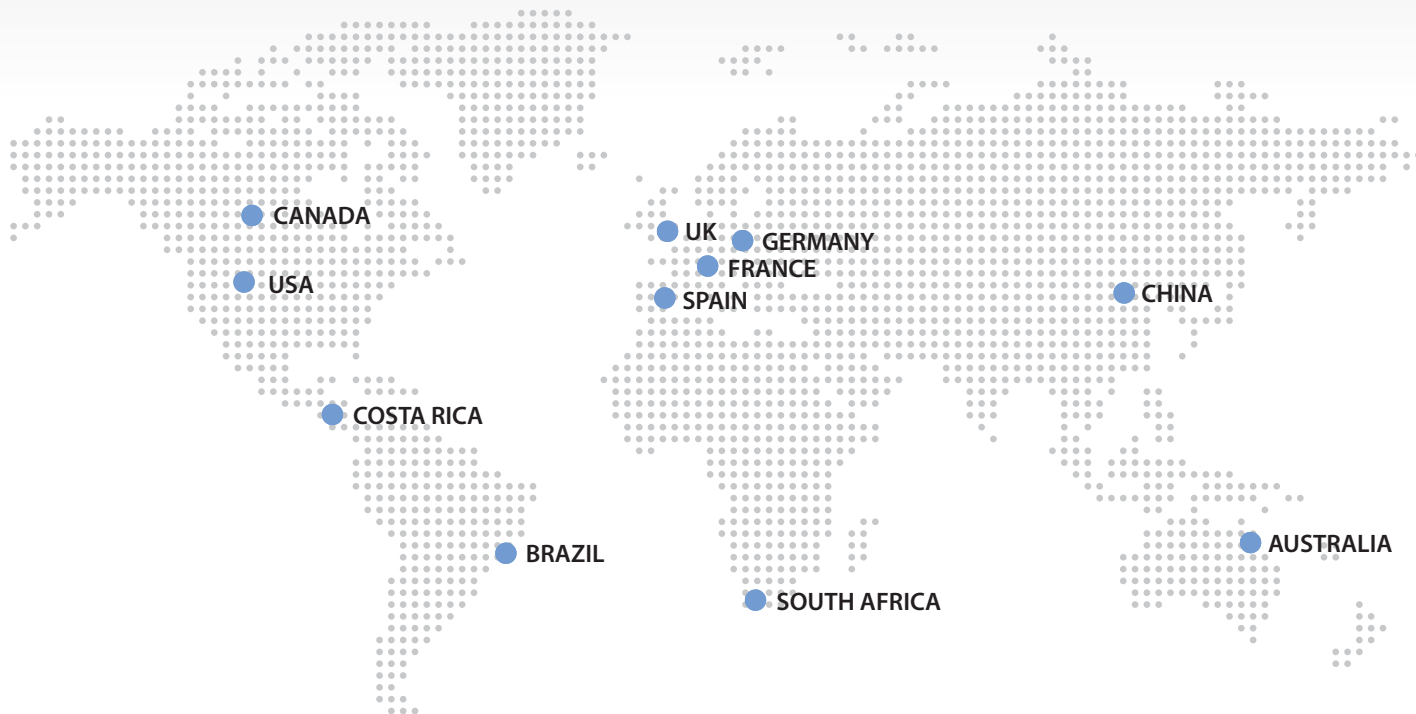 CANADA
UK
GERMANY
FRANCE
USA
SPAIN
CHINA
COSTA RICA
BRAZIL
AUSTRALIA
SOUTH AFRICA